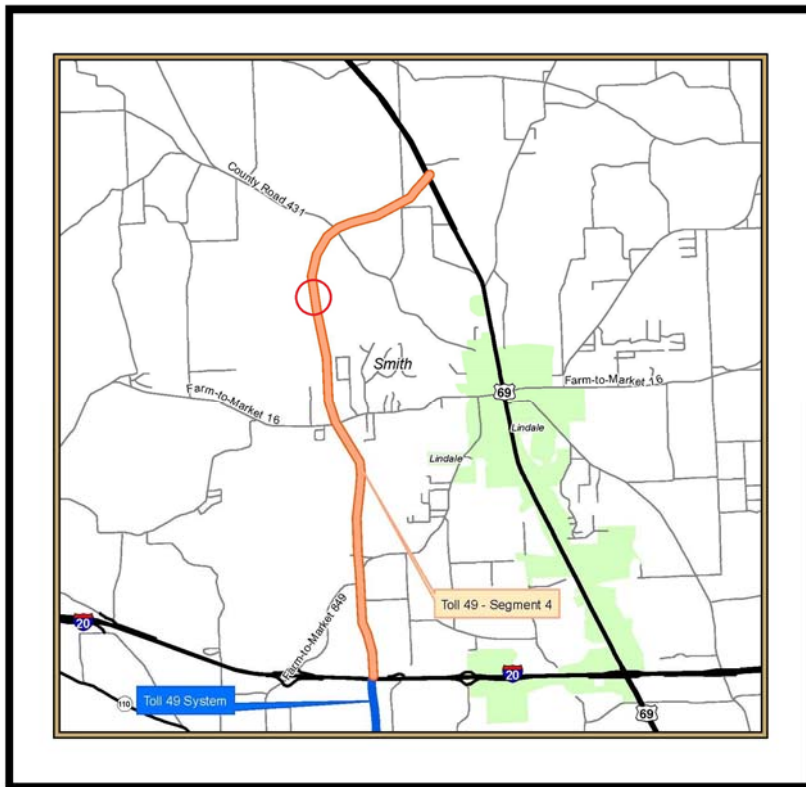 County Road 431
Smith
Farm-to-Market 16
69
Farm-to-Market 16
Lindale
Lindale
Toll 49 - Segment 4
Farm-to-Market 849
20
20
110
Toll 49 System
69